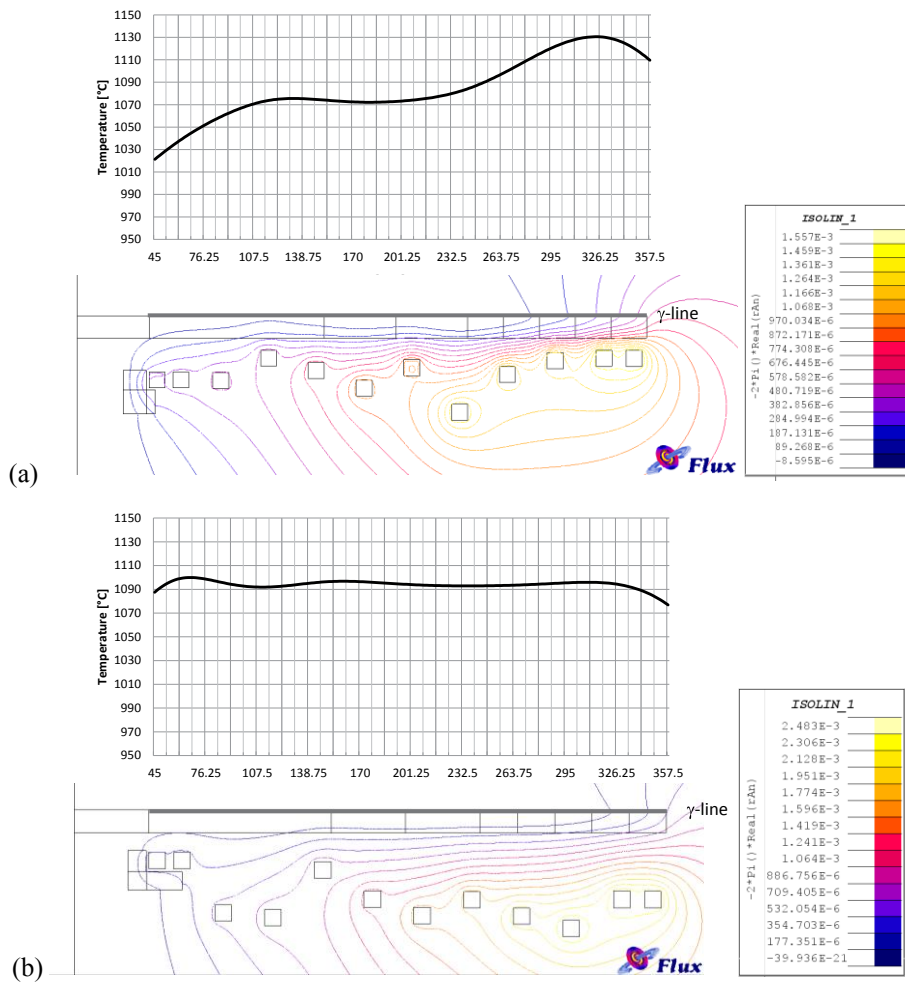 1150
1130
1110
1090
1070
1050
1030
1010
990
970
950
Temperature [°C]
45 76.25 107.5 138.75 170 201.25 232.5 263.75 295 326.25 357.5
γ-line
ISOLIN_1
-2*Pi()*Real(rAn)
1.557E-3
1.459E-3
1.361E-3
1.264E-3
1.166E-3
1.068E-3
970.034E-6
872.171E-6
774.308E-6
676.445E-6
578.582E-6
480.719E-6
382.856E-6
284.994E-6
187.131E-6
89.268E-6
-8.595E-6
Flux
(a)
1150
1130
1110
1090
1070
1050
1030
1010
990
970
950
Temperature [°C]
45 76.25 107.5 138.75 170 201.25 232.5 263.75 295 326.25 357.5
γ-line
ISOLIN_1
-2*Pi()*Real(rAn)
2.483E-3
2.306E-3
2.128E-3
1.951E-3
1.774E-3
1.596E-3
1.419E-3
1.241E-3
1.064E-3
886.756E-6
709.405E-6
532.054E-6
354.703E-6
177.351E-6
-39.936E-21
Flux
(b)